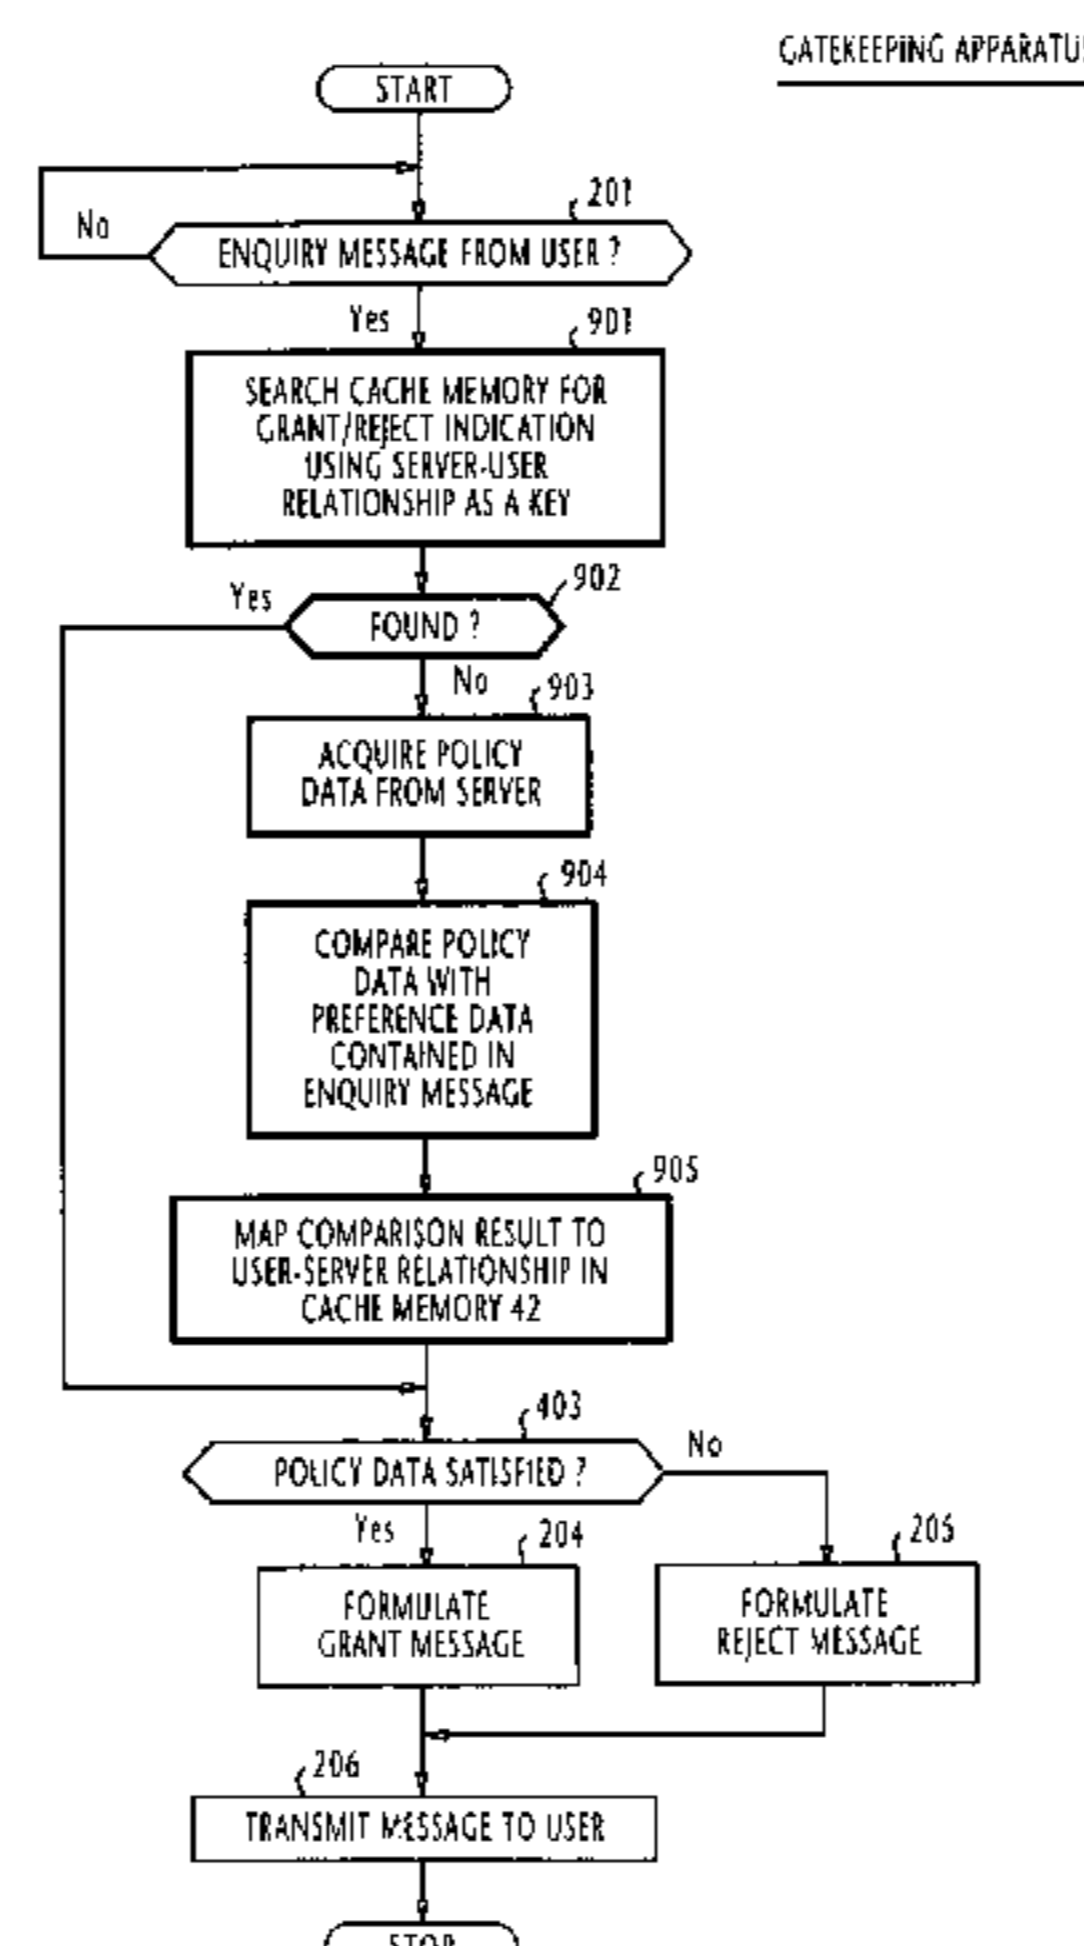 GATEKEEPING APPARATUS
START
No
201
ENQUIRY MESSAGE FROM USER ?
Yes
901
SEARCH CACHE MEMORY FOR
GRANT/REJECT INDICATION
USING SERVER-USER
RELATIONSHIP AS A KEY
902
Yes
FOUND ?
No
903
ACQUIRE POLICY
DATA FROM SERVER
904
COMPARE POLICY
DATA WITH
PREFERENCE DATA
CONTAINED IN
ENQUIRY MESSAGE
905
MAP COMPARISON RESULT TO
USER-SERVER RELATIONSHIP IN
CACHE MEMORY 42
403
POLICY DATA SATISFIED ?
No
Yes
204
205
FORMULATE
GRANT MESSAGE
FORMULATE
REJECT MESSAGE
206
TRANSMIT MESSAGE TO USER
STOP